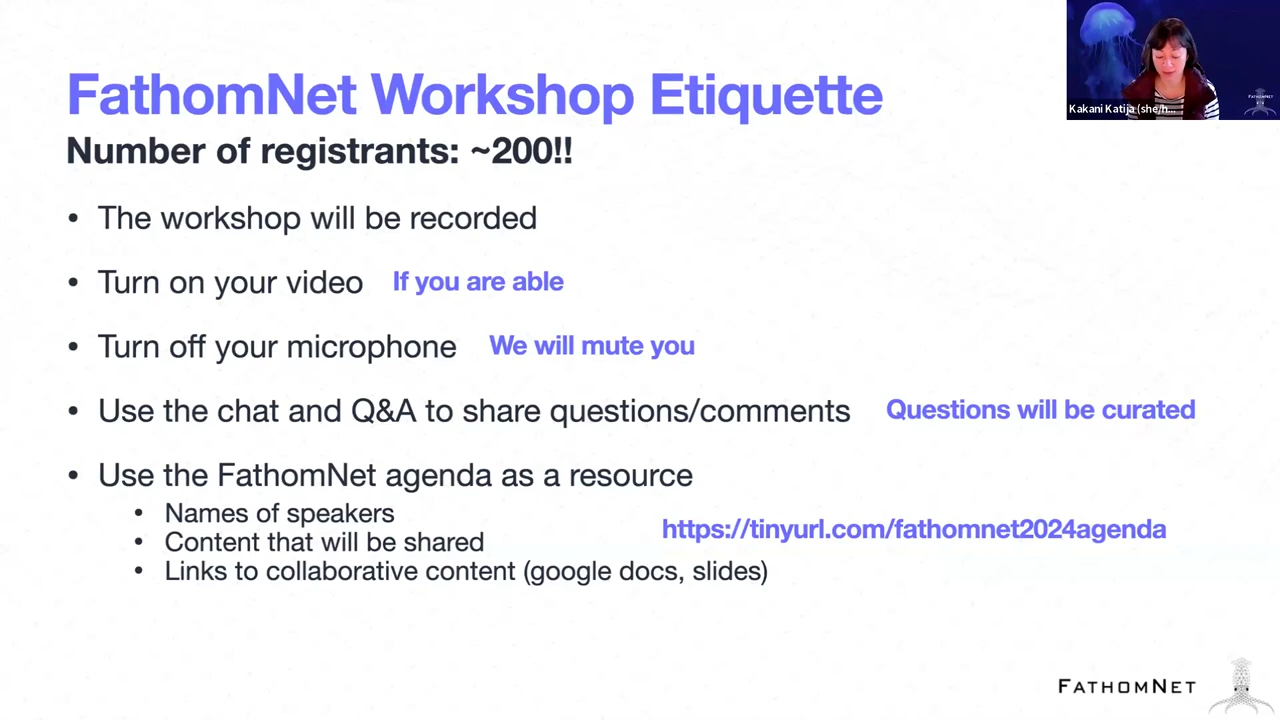 FathomNet Workshop Etiquette
Number of registrants: ~200!!
• The workshop will be recorded
• Turn on your video If you are able
• Turn off your microphone We will mute you
• Use the chat and Q&A to share questions/comments Questions will be curated
• Use the FathomNet agenda as a resource
• Names of speakers
• Content that will be shared
• Links to collaborative content (google docs, slides)
https://tinyurl.com/fathomnet2024agenda
Kakani Katija (she/h...
FATHOMNET
FATHOMNET